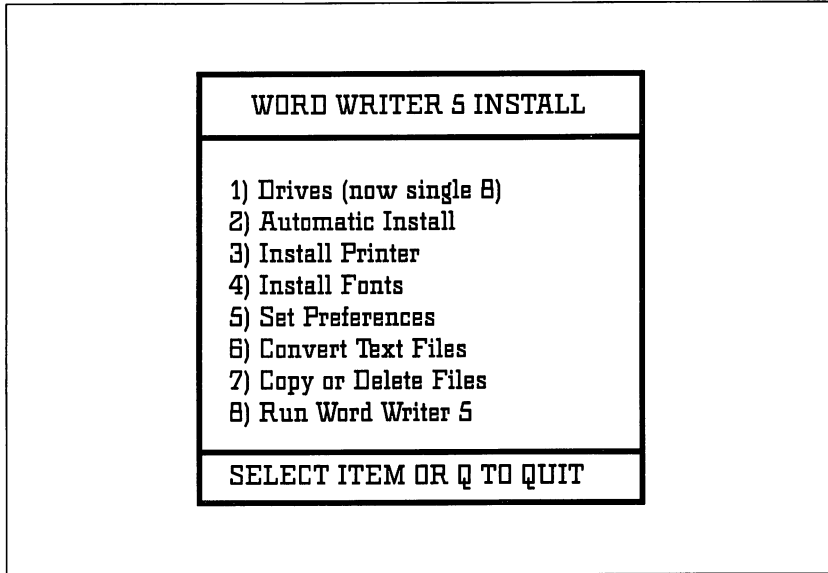 WORD WRITER 5 INSTALL
1) Drives (now single 8)
2) Automatic Install
3) Install Printer
4) Install Fonts
5) Set Preferences
6) Convert Text Files
7) Copy or Delete Files
8) Run Word Writer 5
SELECT ITEM OR Q TO QUIT